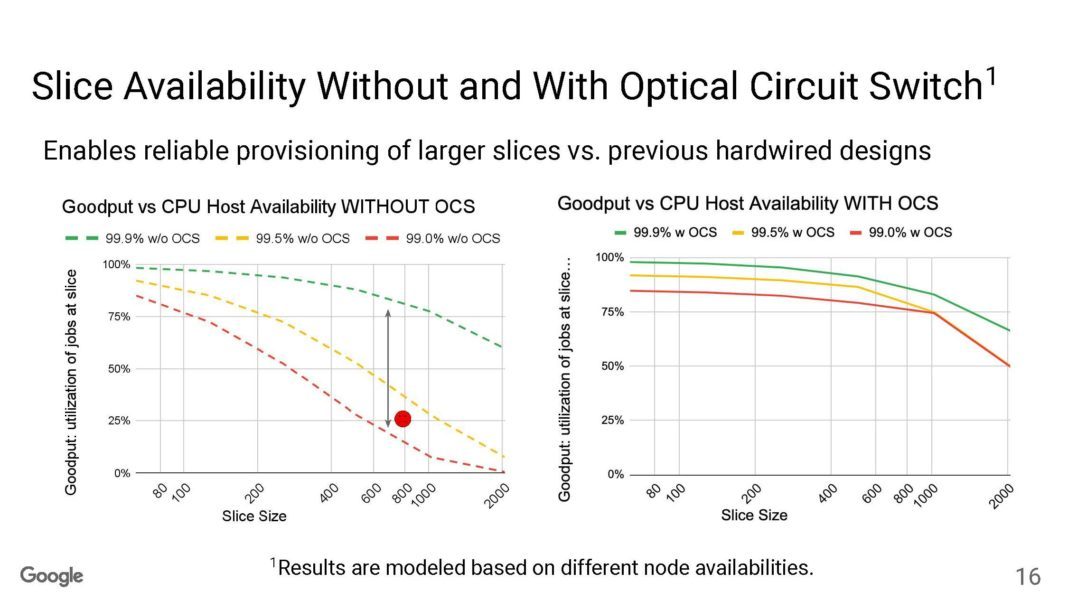 Slice Availability Without and With Optical Circuit Switch1
Enables reliable provisioning of larger slices vs. previous hardwired designs
Goodput vs CPU Host Availability WITHOUT OCS
99.9% w/o OCS 99.5% w/o OCS 99.0% w/o OCS
Goodput: utilization of jobs at slice
100%
75%
50%
25%
0%
80 100 200 400 600 800 1000 2000
Slice Size
Goodput vs CPU Host Availability WITH OCS
99.9% w OCS 99.5% w OCS 99.0% w OCS
Goodput: utilization of jobs at slice…
100%
75%
50%
25%
0%
80 100 200 400 600 800 1000 2000
Slice Size
1Results are modeled based on different node availabilities.
Google
16